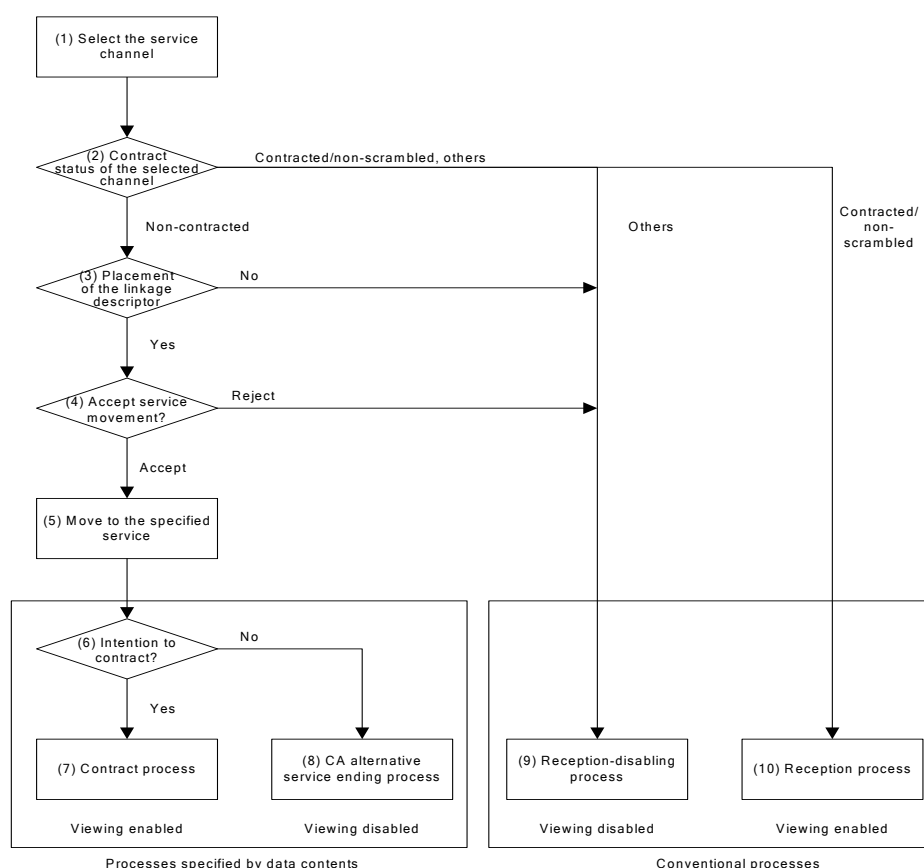 (1) Select the service
channel
(2) Contract
status of the selected
channel
Contracted/non-scrambled, others
Non-contracted
Others
Contracted/
non-
scrambled
(3) Placement
of the linkage
descriptor
No
Yes
(4) Accept service
movement?
Reject
Accept
(5) Move to the specified
service
(6) Intention to
contract?
No
Yes
(7) Contract process
(8) CA alternative
service ending process
(9) Reception-disabling
process
(10) Reception process
Viewing enabled
Viewing disabled
Viewing disabled
Viewing enabled
Processes specified by data contents
Conventional processes